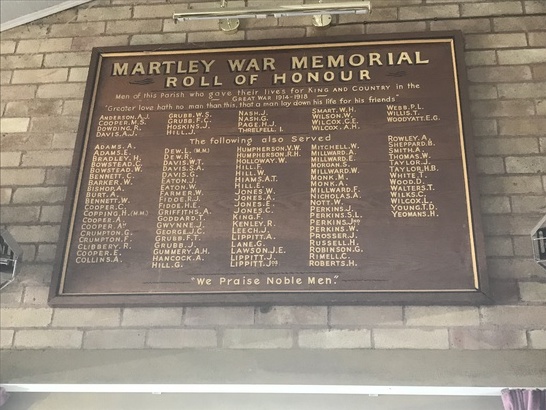 MARTLEY WAR MEMORIAL
ROLL OF HONOUR
Men of this Parish who gave their lives for KING AND COUNTRY in the
— GREAT WAR 1914-1918 —
"Greater love hath no man than this, that a man lay down his life for his friends"
ANDERSON, A.J.
COOPER, M.S.
DOWDING, R.
DAVIS, A.J.
GRUBB, W.S.
GRUBB, F.C.
HOSKINS, J.
HILL, J.
NASH, J.
NASH, G.
PAGE, H.J.
THRELFELL, I.
SMART, W.H.
WILSON, W.
WILCOX, C.E.
WILCOX, A.H.
WEBB, P.L.
WILLIS, T.
WOODYATT, E.G.
The following also Served
ADAMS, A.
ADAMS, E.
BRADLEY, H.
BOWSTEAD, C.
BOWSTEAD, W.
BENNETT, C.
BARKER, W.
BISHOP, A.
BURT, A.
BENNETT, W.
COOPER, C.
COPPING, H. (M.M.)
COOPER, T.
COOPER, A.
CRUMPTON, G.
CRUMPTON, F.
CLIBBERY, R.
COOPER, E.
COLLINS, A.
DEW, L. (M.M.)
DEW, R.
DAVIS, W.T.
DAVIS, S.A.
DAVIS, G.
EATON, J.
EATON, W.
FARMER, W.
FIDOE, R.J.
FIDOE, H.E.
GRIFFITHS, A.
GODDARD, T.
GWYNNE, J.
GEORGE, J.C.
GRUBB, F.T.
GRUBB, J.
GUMMERY, A.H.
HANCOCK, A.
HILL, G.
HUMPHERSON, V.W.
HUMPHERSON, R.H.
HOLLOWAY, W.
HILL, J.
HILL, W.
HIAMS, A.T.
HILL, E.
JONES, W.
JONES, A.
JONES, E.
JONES, C.
KING, F.
KENLEY, R.
LEECH, J.
LIPPITT, A.
LANE, G.
LAWSON, J.E.
LIPPITT, J.
LIPPITT, J.
MITCHELL, W.
MILLWARD, A.
MILLWARD, E.
MORGAN, S.
MILLWARD, W.
MONK, M.
MONK, A.
MILLWARD, F.
NICHOLAS, A.
NOTT, W.
PERKINS, J.
PERKINS, S.L.
PERKINS, J.
PERKINS, W.
PROSSER, J.
RUSSELL, H.
ROBINSON, G.
RIMELL, C.
ROBERTS, H.
ROWLEY, A.
SHEPPARD, B.
SMITH, A.
THOMAS, W.
TAYLOR, J.
TAYLOR, H.B.
WHITE, T.
WOOD, D.
WALTERS, T.
WILKS, C.
WILCOX, L.
YOUNG, T.D.
YEOMANS, H.
"We Praise Noble Men."